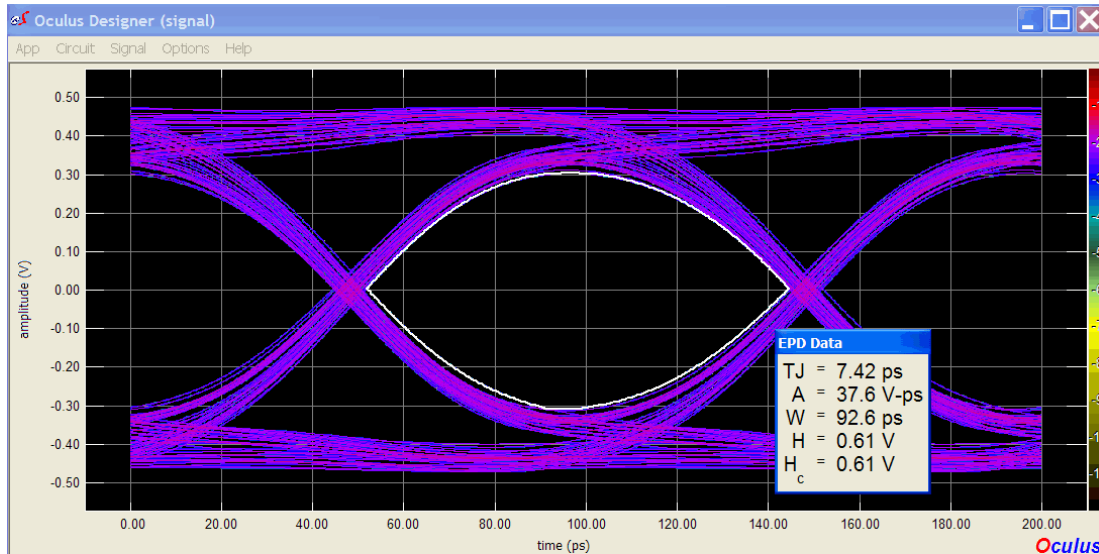 Oculus Designer (signal)
App Circuit Signal Options Help
amplitude (V)
0.50
0.40
0.30
0.20
0.10
0.00
-0.10
-0.20
-0.30
-0.40
-0.50
EPD Data
TJ = 7.42 ps
A = 37.6 V-ps
W = 92.6 ps
H = 0.61 V
Hc = 0.61 V
0.00 20.00 40.00 60.00 80.00 100.00 120.00 140.00 160.00 180.00 200.00
time (ps)
Oculus